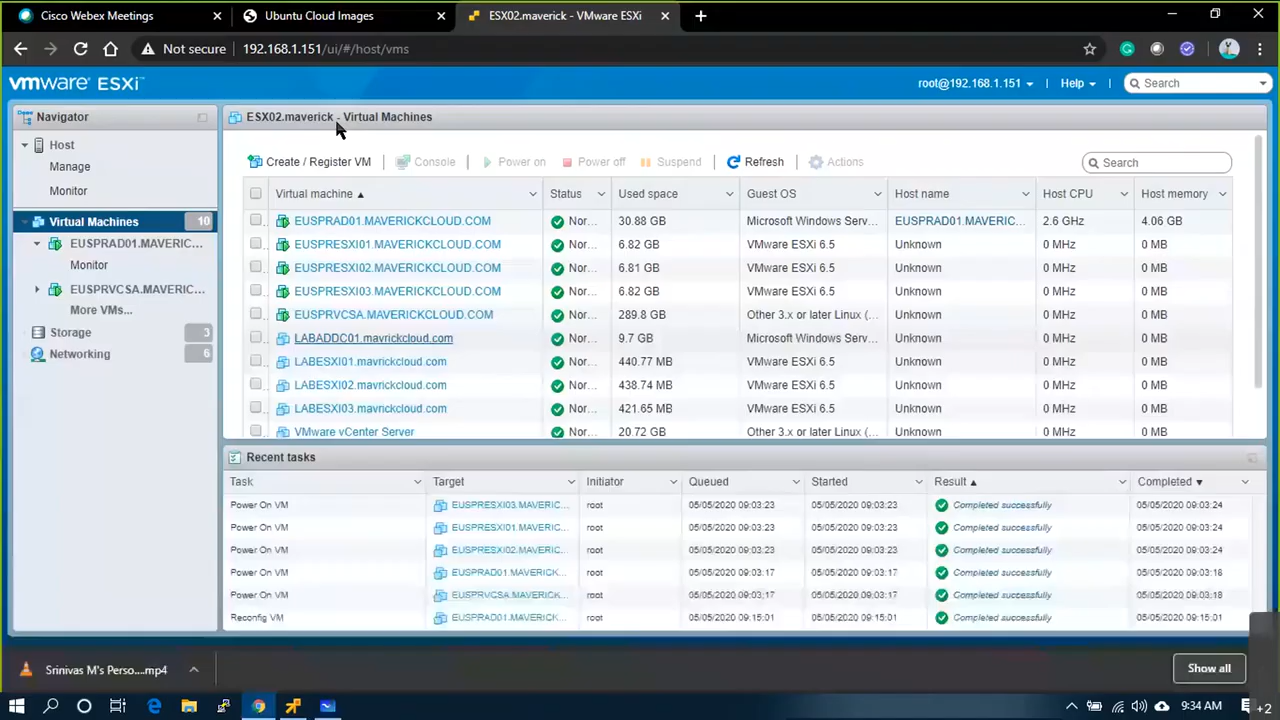 Cisco Webex Meetings
Ubuntu Cloud Images
ESX02.maverick - VMware ESXi
Not secure 192.168.1.151/ui/#/host/vms
vmware ESXi
root@192.168.1.151 Help Search
Navigator
Host
Manage
Monitor
Virtual Machines 10
EUSPRAD01.MAVERIC...
Monitor
EUSPRVCSA.MAVERIC...
More VMs...
Storage 3
Networking 6
ESX02.maverick - Virtual Machines
Create / Register VM Console Power on Power off Suspend Refresh Actions Search
Virtual machine Status Used space Guest OS Host name Host CPU Host memory
EUSPRAD01.MAVERICKCLOUD.COM Nor... 30.88 GB Microsoft Windows Serv... EUSPRAD01.MAVERIC... 2.6 GHz 4.06 GB
EUSPRESXI01.MAVERICKCLOUD.COM Nor... 6.82 GB VMware ESXi 6.5 Unknown 0 MHz 0 MB
EUSPRESXI02.MAVERICKCLOUD.COM Nor... 6.81 GB VMware ESXi 6.5 Unknown 0 MHz 0 MB
EUSPRESXI03.MAVERICKCLOUD.COM Nor... 6.82 GB VMware ESXi 6.5 Unknown 0 MHz 0 MB
EUSPRVCSA.MAVERICKCLOUD.COM Nor... 289.8 GB Other 3.x or later Linux (... Unknown 0 MHz 0 MB
LABADDC01.mavrickcloud.com Nor... 9.7 GB Microsoft Windows Serv... Unknown 0 MHz 0 MB
LABESXI01.mavrickcloud.com Nor... 440.77 MB VMware ESXi 6.5 Unknown 0 MHz 0 MB
LABESXI02.mavrickcloud.com Nor... 438.74 MB VMware ESXi 6.5 Unknown 0 MHz 0 MB
LABESXI03.mavrickcloud.com Nor... 421.65 MB VMware ESXi 6.5 Unknown 0 MHz 0 MB
VMware vCenter Server Nor... 20.72 GB Other 3.x or later Linux (... Unknown 0 MHz 0 MB
Recent tasks
Task Target Initiator Queued Started Result Completed
Power On VM EUSPRESXI03.MAVERIC... root 05/05/2020 09:03:23 05/05/2020 09:03:23 Completed successfully 05/05/2020 09:03:24
Power On VM EUSPRESXI01.MAVERIC... root 05/05/2020 09:03:23 05/05/2020 09:03:23 Completed successfully 05/05/2020 09:03:24
Power On VM EUSPRESXI02.MAVERIC... root 05/05/2020 09:03:23 05/05/2020 09:03:23 Completed successfully 05/05/2020 09:03:24
Power On VM EUSPRAD01.MAVERICK... root 05/05/2020 09:03:17 05/05/2020 09:03:17 Completed successfully 05/05/2020 09:03:18
Power On VM EUSPRVCSA.MAVERICK... root 05/05/2020 09:03:17 05/05/2020 09:03:17 Completed successfully 05/05/2020 09:03:18
Reconfig VM EUSPRAD01.MAVERICK... root 05/05/2020 09:15:01 05/05/2020 09:15:01 Completed successfully 05/05/2020 09:15:01
Srinivas M's Perso....mp4
Show all
9:34 AM
+2